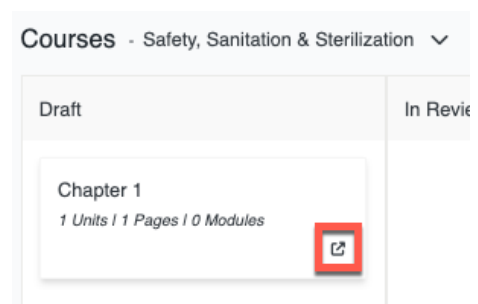 Courses - Safety, Sanitation & Sterilization
Draft
In Revie
Chapter 1
1 Units I 1 Pages I 0 Modules